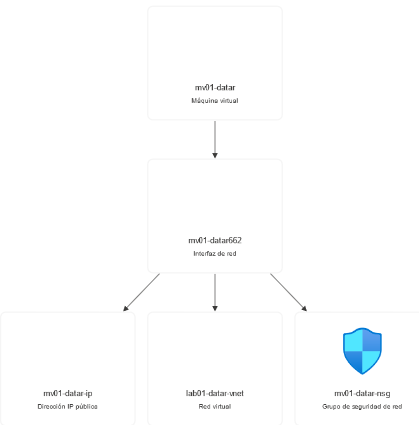 mv01-datar
Máquina virtual
mv01-datar662
Interfaz de red
mv01-datar-ip
Dirección IP pública
lab01-datar-vnet
Red virtual
mv01-datar-nsg
Grupo de seguridad de red